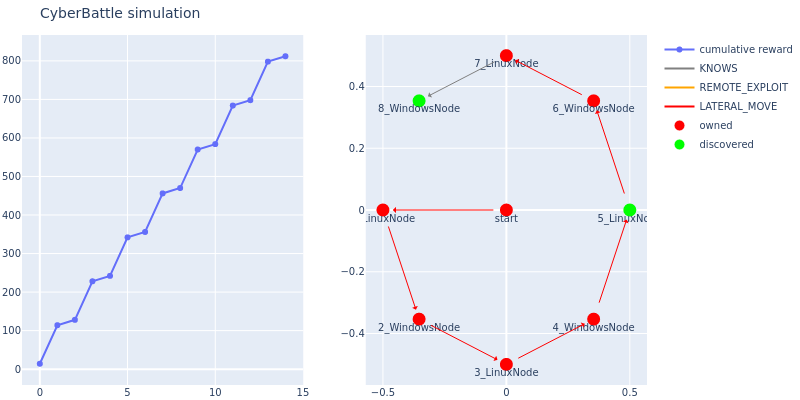 CyberBattle simulation
800
700
600
500
400
300
200
100
0
0
5
10
15
0.4
0.2
0
−0.2
−0.4
−0.5
0
0.5
7_LinuxNode
8_WindowsNode
6_WindowsNode
LinuxNode
start
5_LinuxNo
2_WindowsNode
4_WindowsNode
3_LinuxNode
cumulative reward
KNOWS
REMOTE_EXPLOIT
LATERAL_MOVE
owned
discovered